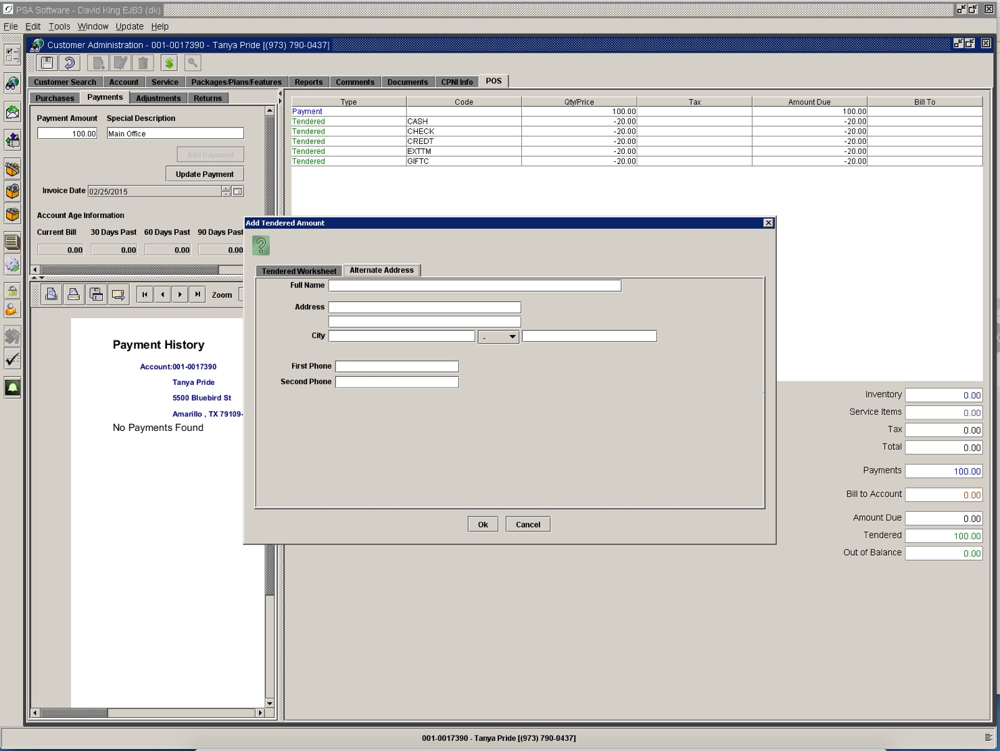 PSA Software - David King EJB3 (dk)
File Edit Tools Window Update Help
Customer Administration - 001-0017390 - Tanya Pride [(973) 790-0437]
Customer Search Account Service Packages/Plans/Features Reports Comments Documents CPNI Info POS
Purchases Payments Adjustments Returns
Payment Amount Special Description
100.00 Main Office
Add Payment
Update Payment
Invoice Date 02/25/2015
Account Age Information
Current Bill 30 Days Past 60 Days Past 90 Days Past
0.00 0.00 0.00 0.00
Zoom
Payment History
Account:001-0017390
Tanya Pride
5500 Bluebird St
Amarillo , TX 79109-
No Payments Found
Type Code Qty/Price Tax Amount Due Bill To
Payment 100.00 100.00
Tendered CASH -20.00 -20.00
Tendered CHECK -20.00 -20.00
Tendered CREDT -20.00 -20.00
Tendered EXTTM -20.00 -20.00
Tendered GIFTC -20.00 -20.00
Add Tendered Amount
Tendered Worksheet Alternate Address
Full Name
Address
City -
First Phone
Second Phone
Ok Cancel
Inventory 0.00
Service Items 0.00
Tax 0.00
Total 0.00
Payments 100.00
Bill to Account 0.00
Amount Due 0.00
Tendered 100.00
Out of Balance 0.00
001-0017390 - Tanya Pride [(973) 790-0437]